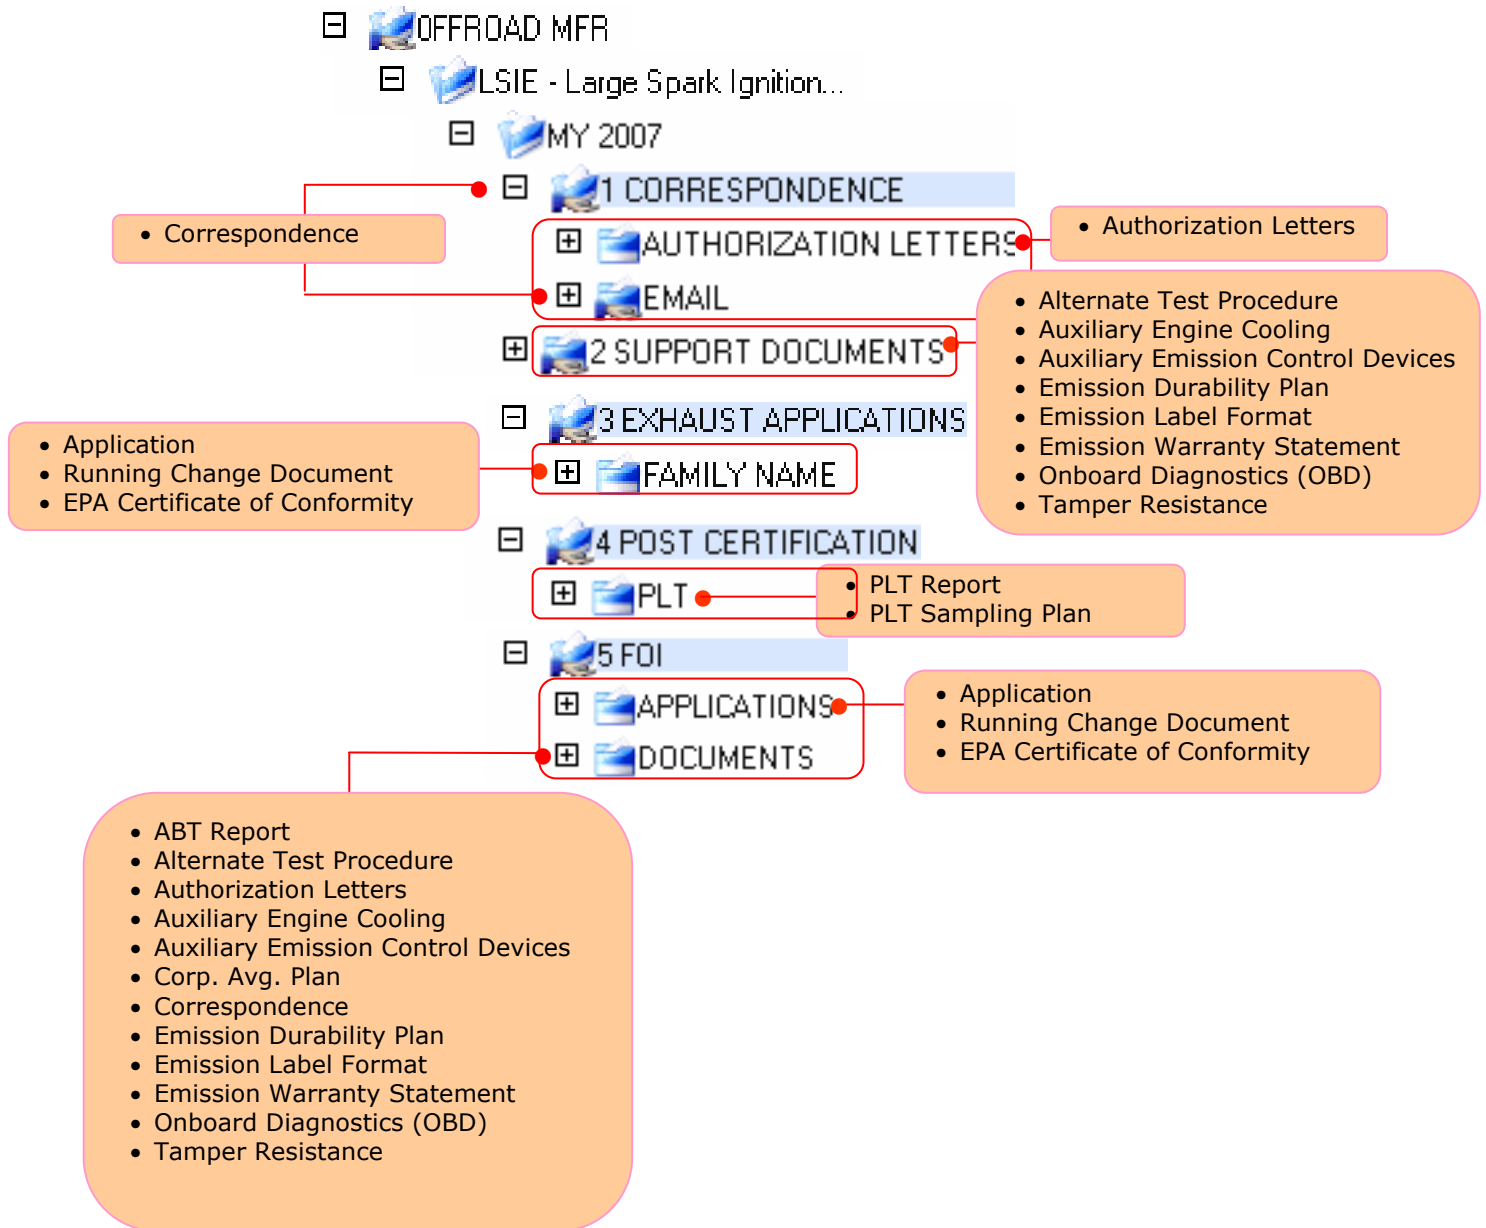 OFFROAD MFR
LSIE - Large Spark Ignition...
MY 2007
1 CORRESPONDENCE
• Correspondence
AUTHORIZATION LETTERS
• Authorization Letters
EMAIL
2 SUPPORT DOCUMENTS
• Alternate Test Procedure
• Auxiliary Engine Cooling
• Auxiliary Emission Control Devices
• Emission Durability Plan
• Emission Label Format
• Emission Warranty Statement
• Onboard Diagnostics (OBD)
• Tamper Resistance
3 EXHAUST APPLICATIONS
FAMILY NAME
• Application
• Running Change Document
• EPA Certificate of Conformity
4 POST CERTIFICATION
PLT
• PLT Report
• PLT Sampling Plan
5 FOI
APPLICATIONS
• Application
• Running Change Document
• EPA Certificate of Conformity
DOCUMENTS
• ABT Report
• Alternate Test Procedure
• Authorization Letters
• Auxiliary Engine Cooling
• Auxiliary Emission Control Devices
• Corp. Avg. Plan
• Correspondence
• Emission Durability Plan
• Emission Label Format
• Emission Warranty Statement
• Onboard Diagnostics (OBD)
• Tamper Resistance